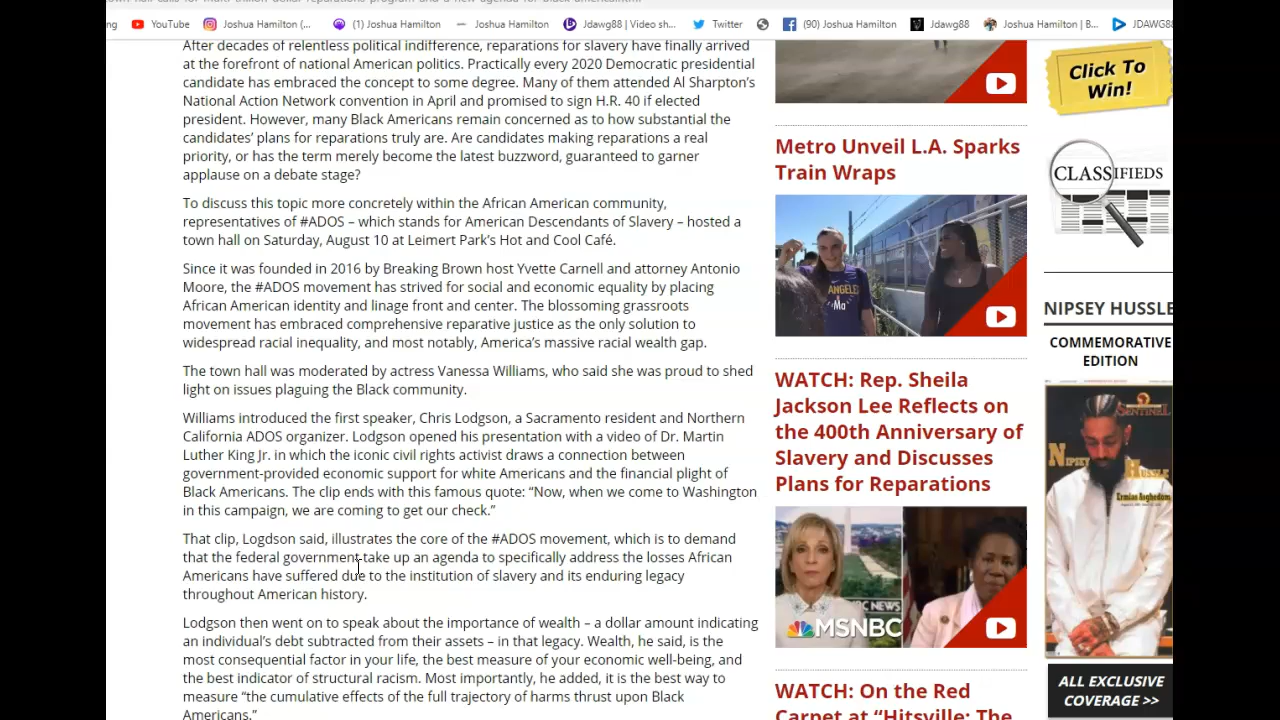 YouTube
Joshua Hamilton (...
(1) Joshua Hamilton
Joshua Hamilton
Jdawg88 | Video sh...
Twitter
(90) Joshua Hamilton
Jdawg88
Joshua Hamilton | B...
JDAWG88
After decades of relentless political indifference, reparations for slavery have finally arrived
at the forefront of national American politics. Practically every 2020 Democratic presidential
candidate has embraced the concept to some degree. Many of them attended Al Sharpton's
National Action Network convention in April and promised to sign H.R. 40 if elected
president. However, many Black Americans remain concerned as to how substantial the
candidates' plans for reparations truly are. Are candidates making reparations a real
priority, or has the term merely become the latest buzzword, guaranteed to garner
applause on a debate stage?
To discuss this topic more concretely within the African American community,
representatives of #ADOS – which American Descendants of Slavery – hosted a
town hall on Saturday, August 10 at Leimert Park's Hot and Cool Café.
Since it was founded in 2016 by Breaking Brown host Yvette Carnell and attorney Antonio
Moore, the #ADOS movement has strived for social and economic equality by placing
African American identity and linage front and center. The blossoming grassroots
movement has embraced comprehensive reparative justice as the only solution to
widespread racial inequality, and most notably, America's massive racial wealth gap.
The town hall was moderated by actress Vanessa Williams, who said she was proud to shed
light on issues plaguing the Black community.
Williams introduced the first speaker, Lodgson, a Sacramento resident and Northern
California ADOS organizer. Lodgson opened his presentation with a video of Dr. Martin
Luther King Jr. in which the iconic civil rights activist draws a connection between
government-provided economic support for white Americans and the financial plight of
Black Americans. The clip ends with this famous quote: “Now, when we come to Washington
in this campaign, we are coming to get our check.”
That clip, Logdson said, illustrates the core of the #ADOS movement, which is to demand
that the federal government take up an agenda to specifically address the losses African
Americans have suffered due to the institution of slavery and its enduring legacy
throughout American history.
Lodgson then went on to speak about the importance of wealth – a dollar amount indicating
an individual's debt subtracted from their assets – in that legacy. Wealth, he said, is the
most consequential factor in your life, the best measure of your economic well-being, and
the best indicator of structural racism. Most importantly, he added, it is the best way to
measure “the cumulative effects of the full trajectory of harms thrust upon Black
Americans.”
Metro Unveil L.A. Sparks
Train Wraps
ANGELES
Ma
WATCH: Rep. Sheila
Jackson Lee Reflects on
the 400th Anniversary of
Slavery and Discusses
Plans for Reparations
NBC NEWS
MSNBC
WATCH: On the Red
Carpet at “Hitsville: The
Click To
Win!
CLASSIFIEDS
NIPSEY HUSSLE
COMMEMORATIVE
EDITION
SENTINEL
NIPSEY
HUSSLE
Ermias Asghedom
ALL EXCLUSIVE
COVERAGE >>